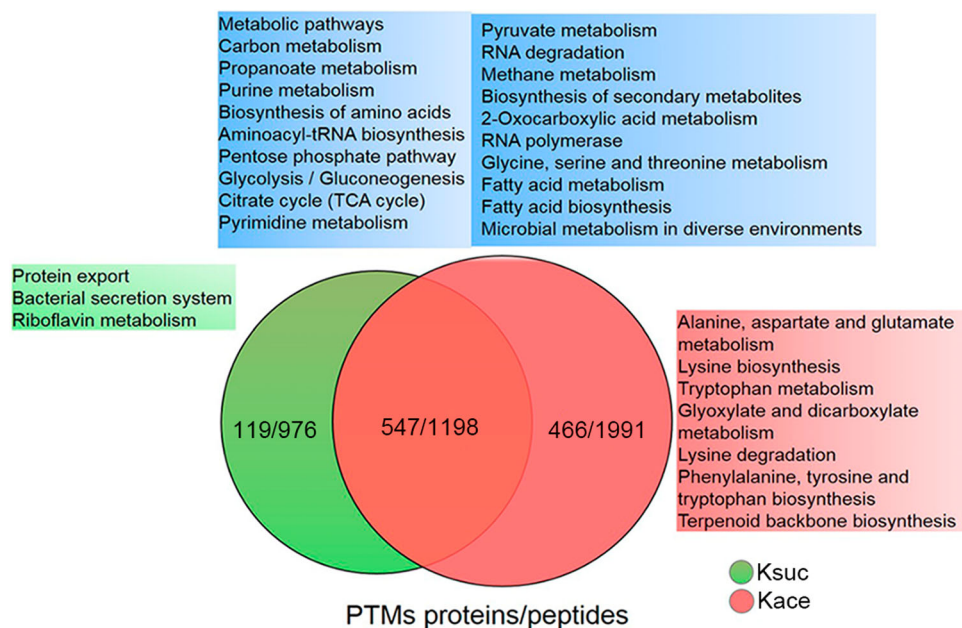 Metabolic pathways
Carbon metabolism
Propanoate metabolism
Purine metabolism
Biosynthesis of amino acids
Aminoacyl-tRNA biosynthesis
Pentose phosphate pathway
Glycolysis / Gluconeogenesis
Citrate cycle (TCA cycle)
Pyrimidine metabolism
Pyruvate metabolism
RNA degradation
Methane metabolism
Biosynthesis of secondary metabolites
2-Oxocarboxylic acid metabolism
RNA polymerase
Glycine, serine and threonine metabolism
Fatty acid metabolism
Fatty acid biosynthesis
Microbial metabolism in diverse environments
Protein export
Bacterial secretion system
Riboflavin metabolism
119/976
547/1198
466/1991
Alanine, aspartate and glutamate
metabolism
Lysine biosynthesis
Tryptophan metabolism
Glyoxylate and dicarboxylate
metabolism
Lysine degradation
Phenylalanine, tyrosine and
tryptophan biosynthesis
Terpenoid backbone biosynthesis
Ksuc
Kace
PTMs proteins/peptides